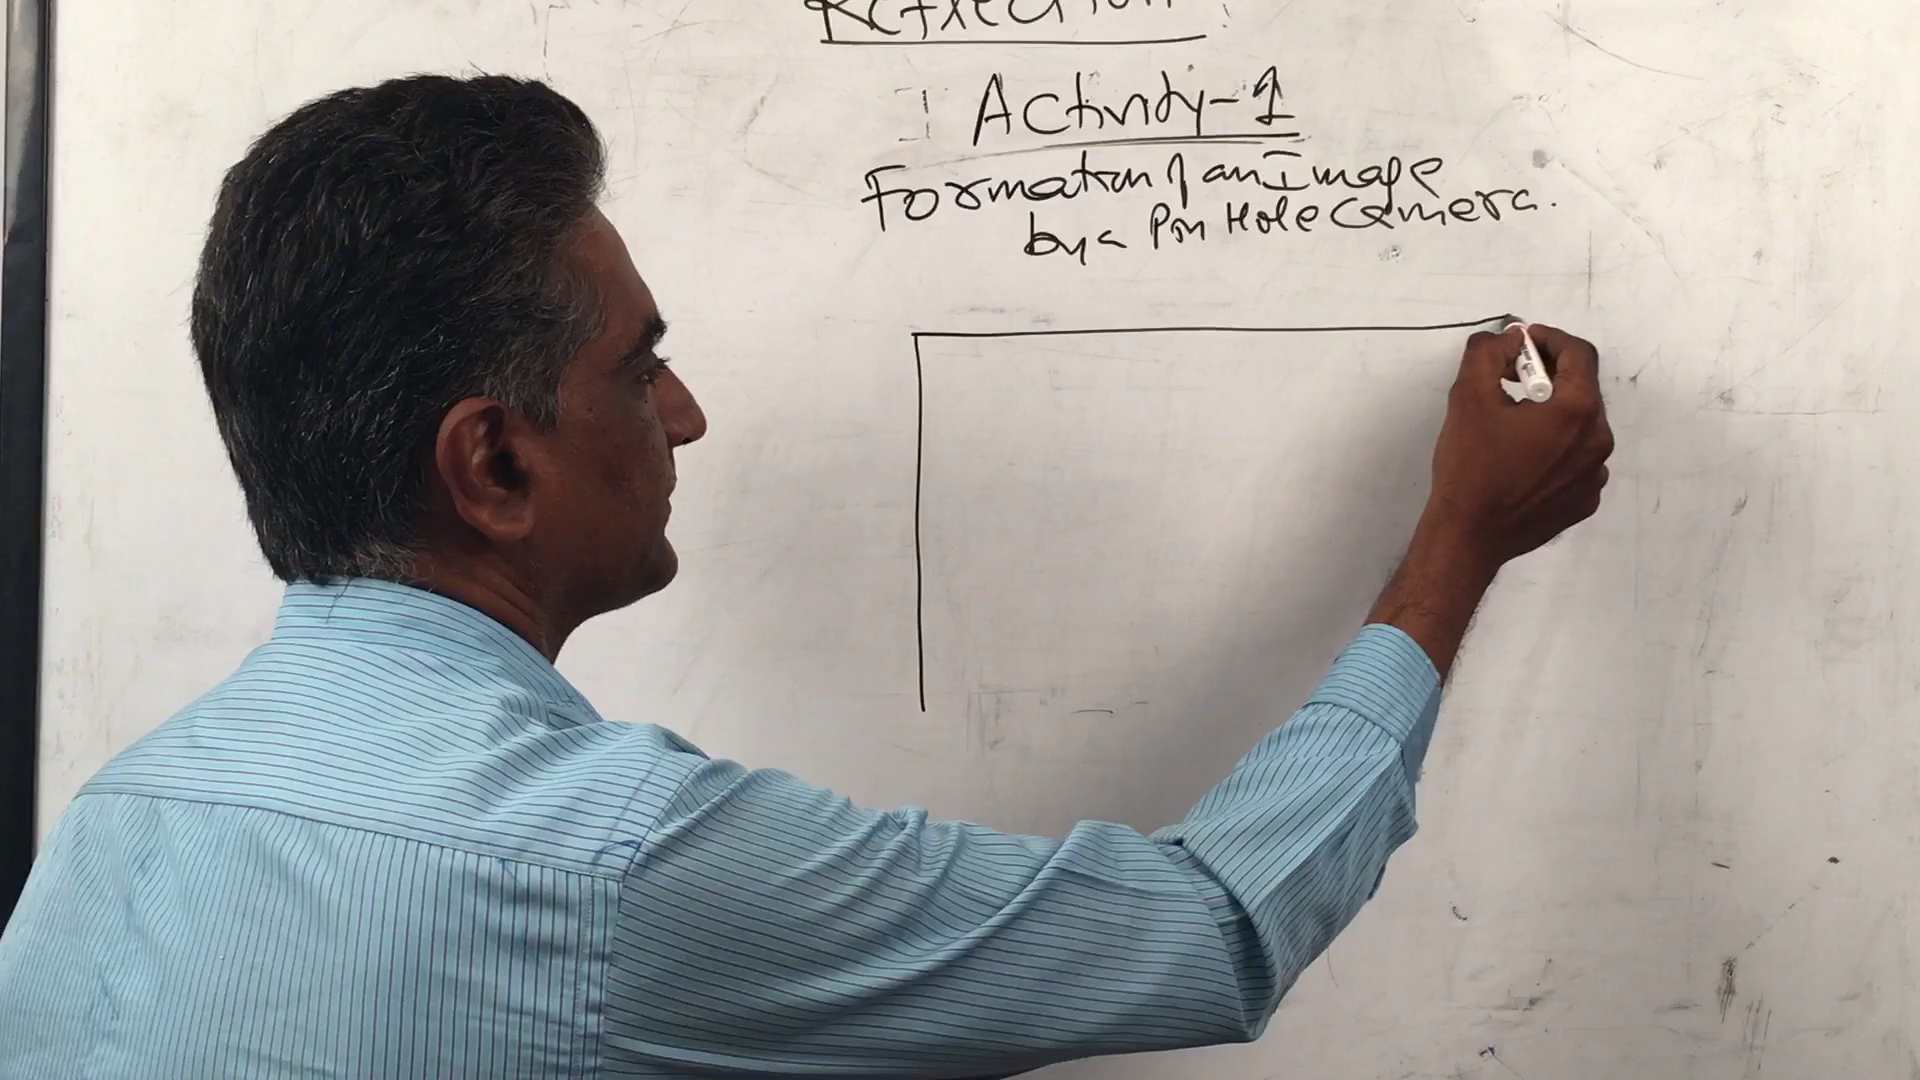 Reflection
Activity-1
Formation of an Image
by a Pin Hole Camera.